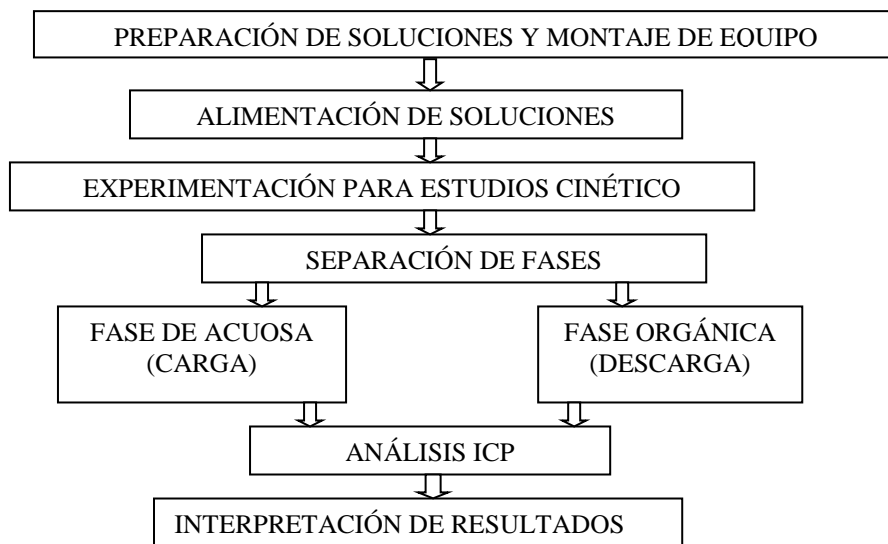 PREPARACIÓN DE SOLUCIONES Y MONTAJE DE EQUIPO
ALIMENTACIÓN DE SOLUCIONES
EXPERIMENTACIÓN PARA ESTUDIOS CINÉTICO
SEPARACIÓN DE FASES
FASE DE ACUOSA
(CARGA)
FASE ORGÁNICA
(DESCARGA)
ANÁLISIS ICP
INTERPRETACIÓN DE RESULTADOS